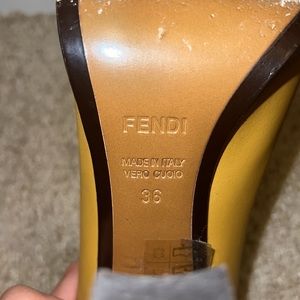 FENDI
MADE IN ITALY
VERO CUOIO
36